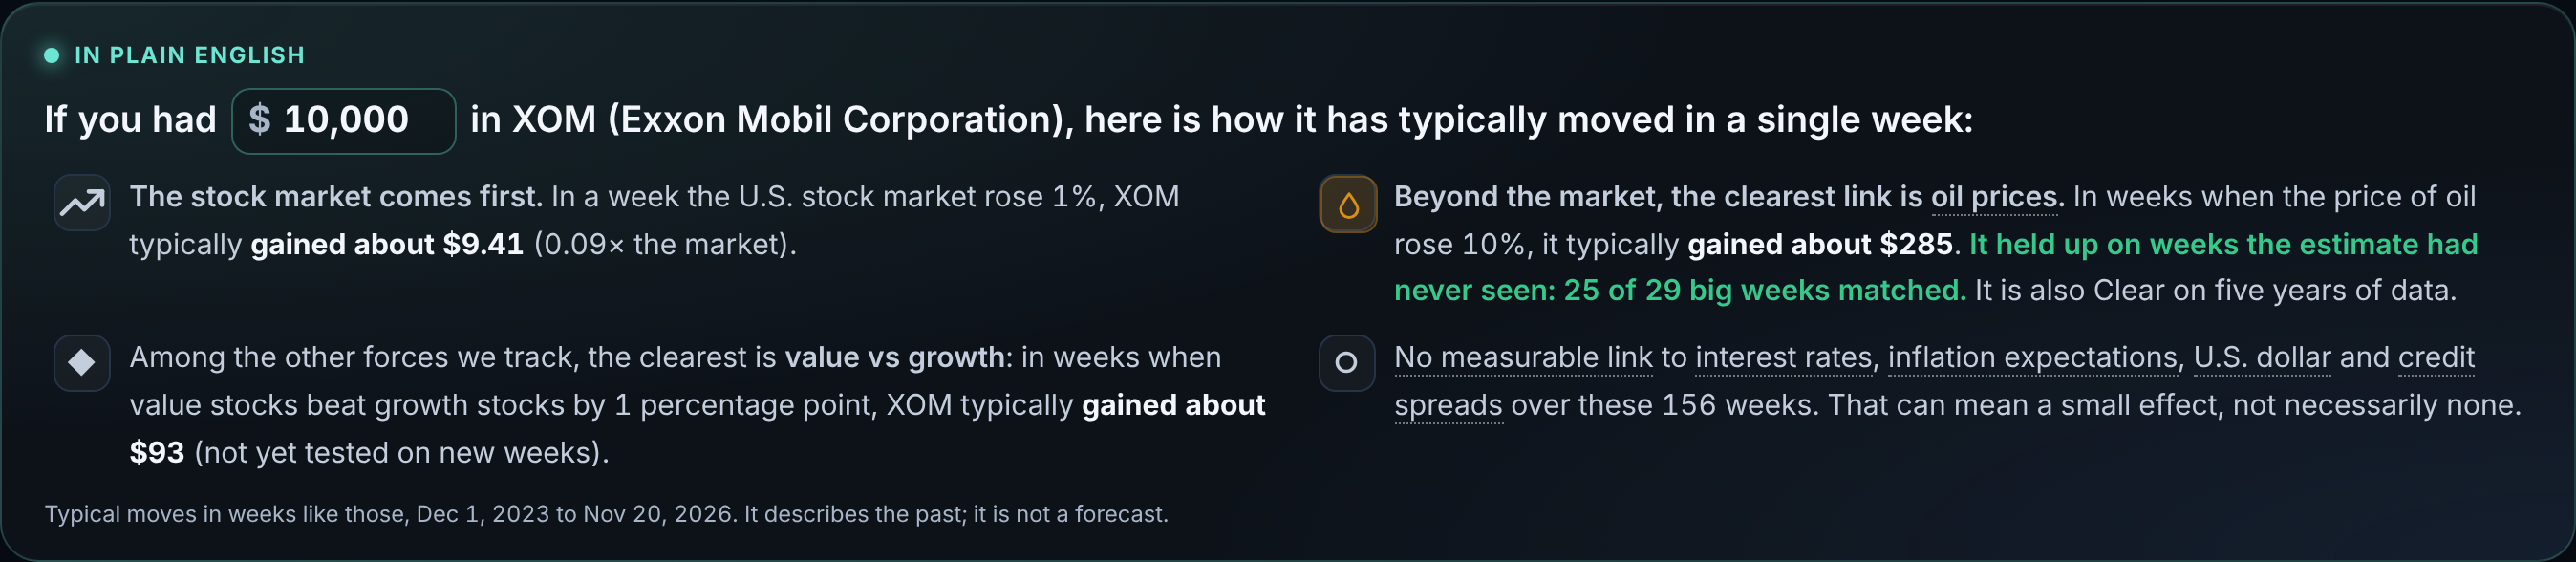 IN PLAIN ENGLISH
If you had $ 10,000 in XOM (Exxon Mobil Corporation), here is how it has typically moved in a single week:
The stock market comes first. In a week the U.S. stock market rose 1%, XOM
typically gained about $9.41 (0.09× the market).
Beyond the market, the clearest link is oil prices. In weeks when the price of oil
rose 10%, it typically gained about $285. It held up on weeks the estimate had
never seen: 25 of 29 big weeks matched. It is also Clear on five years of data.
Among the other forces we track, the clearest is value vs growth: in weeks when
value stocks beat growth stocks by 1 percentage point, XOM typically gained about
$93 (not yet tested on new weeks).
No measurable link to interest rates, inflation expectations, U.S. dollar and credit
spreads over these 156 weeks. That can mean a small effect, not necessarily none.
Typical moves in weeks like those, Dec 1, 2023 to Nov 20, 2026. It describes the past; it is not a forecast.